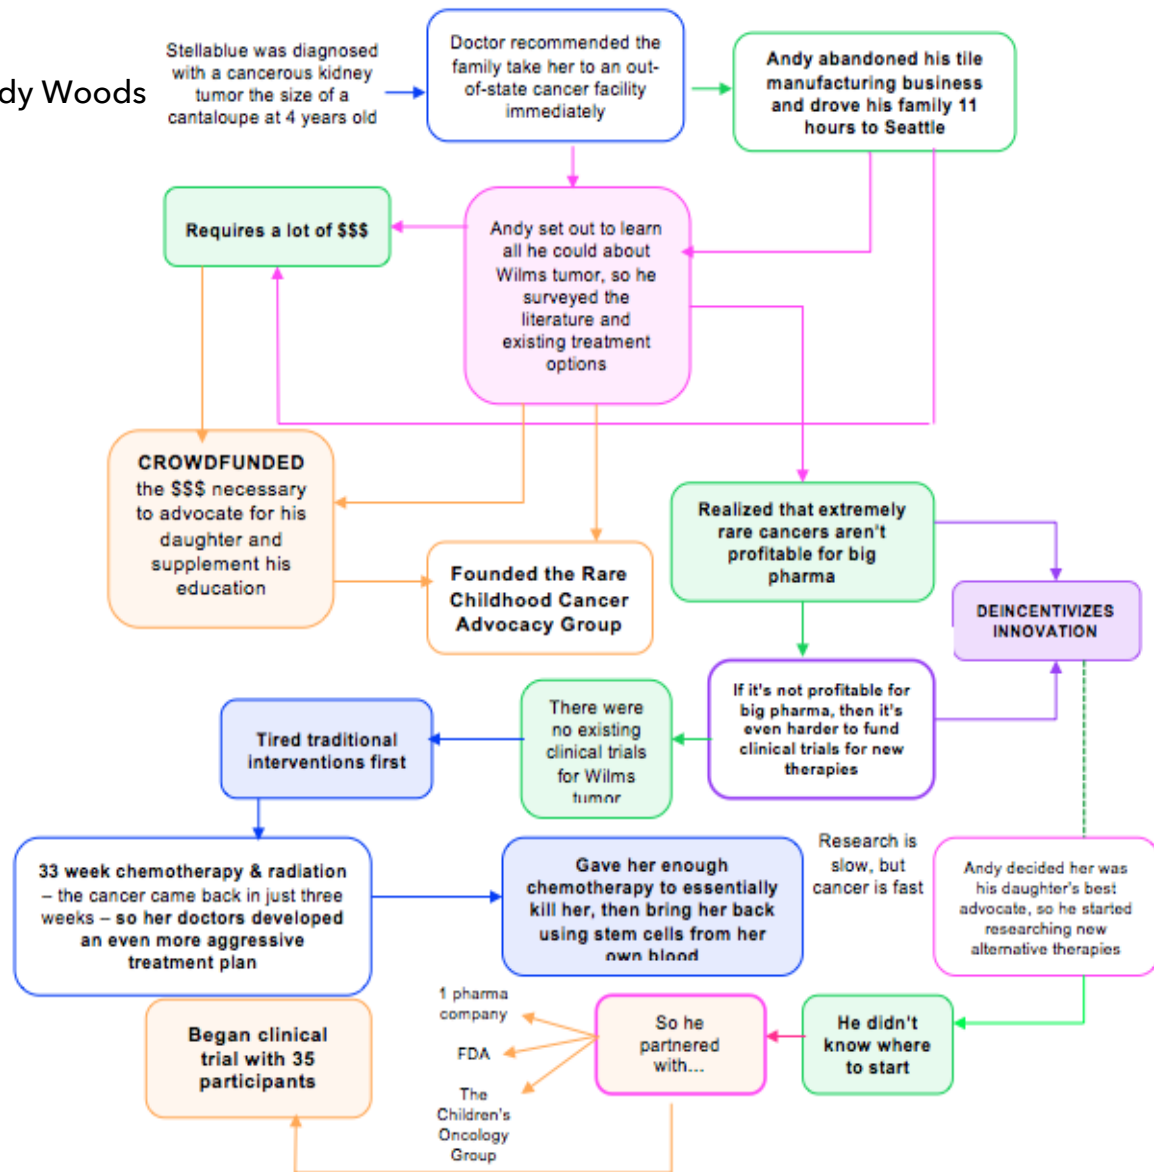 dy Woods
Stellablue was diagnosed
with a cancerous kidney
tumor the size of a
cantaloupe at 4 years old
Doctor recommended the
family take her to an out-
of-state cancer facility
immediately
Andy abandoned his tile
manufacturing business
and drove his family 11
hours to Seattle
Requires a lot of $$$
Andy set out to learn
all he could about
Wilms tumor, so he
surveyed the
literature and
existing treatment
options
CROWDFUNDED
the $$$ necessary
to advocate for his
daughter and
supplement his
education
Founded the Rare
Childhood Cancer
Advocacy Group
Realized that extremely
rare cancers aren't
profitable for big
pharma
DEINCENTIVIZES
INNOVATION
If it's not profitable for
big pharma, then it's
even harder to fund
clinical trials for new
therapies
There were
no existing
clinical trials
for Wilms
tumor
Tired traditional
interventions first
33 week chemotherapy & radiation
– the cancer came back in just three
weeks – so her doctors developed
an even more aggressive
treatment plan
Gave her enough
chemotherapy to essentially
kill her, then bring her back
using stem cells from her
own blood
Research is
slow, but
cancer is fast
Andy decided her was
his daughter's best
advocate, so he started
researching new
alternative therapies
He didn't
know where
to start
So he
partnered
with...
1 pharma
company
FDA
The
Children's
Oncology
Group
Began clinical
trial with 35
participants